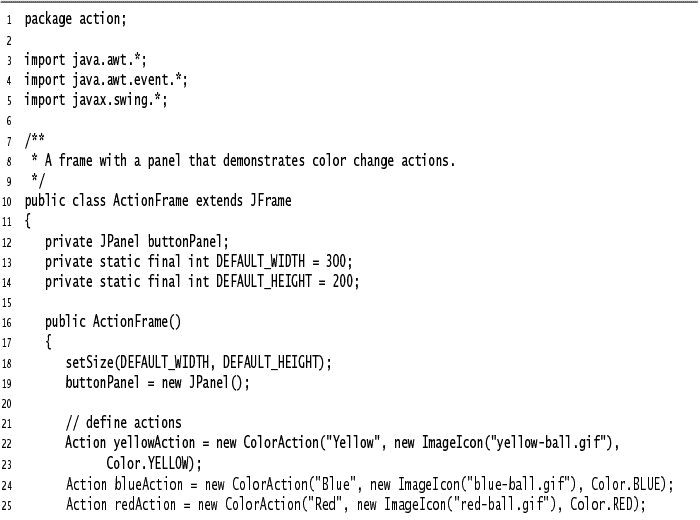 1 package action;
2
3 import java.awt.*;
4 import java.awt.event.*;
5 import javax.swing.*;
6
7 /**
8  * A frame with a panel that demonstrates color change actions.
9  */
10 public class ActionFrame extends JFrame
11 {
12    private JPanel buttonPanel;
13    private static final int DEFAULT_WIDTH = 300;
14    private static final int DEFAULT_HEIGHT = 200;
15
16    public ActionFrame()
17    {
18       setSize(DEFAULT_WIDTH, DEFAULT_HEIGHT);
19       buttonPanel = new JPanel();
20
21       // define actions
22       Action yellowAction = new ColorAction("Yellow", new ImageIcon("yellow-ball.gif"),
23             Color.YELLOW);
24       Action blueAction = new ColorAction("Blue", new ImageIcon("blue-ball.gif"), Color.BLUE);
25       Action redAction = new ColorAction("Red", new ImageIcon("red-ball.gif"), Color.RED);